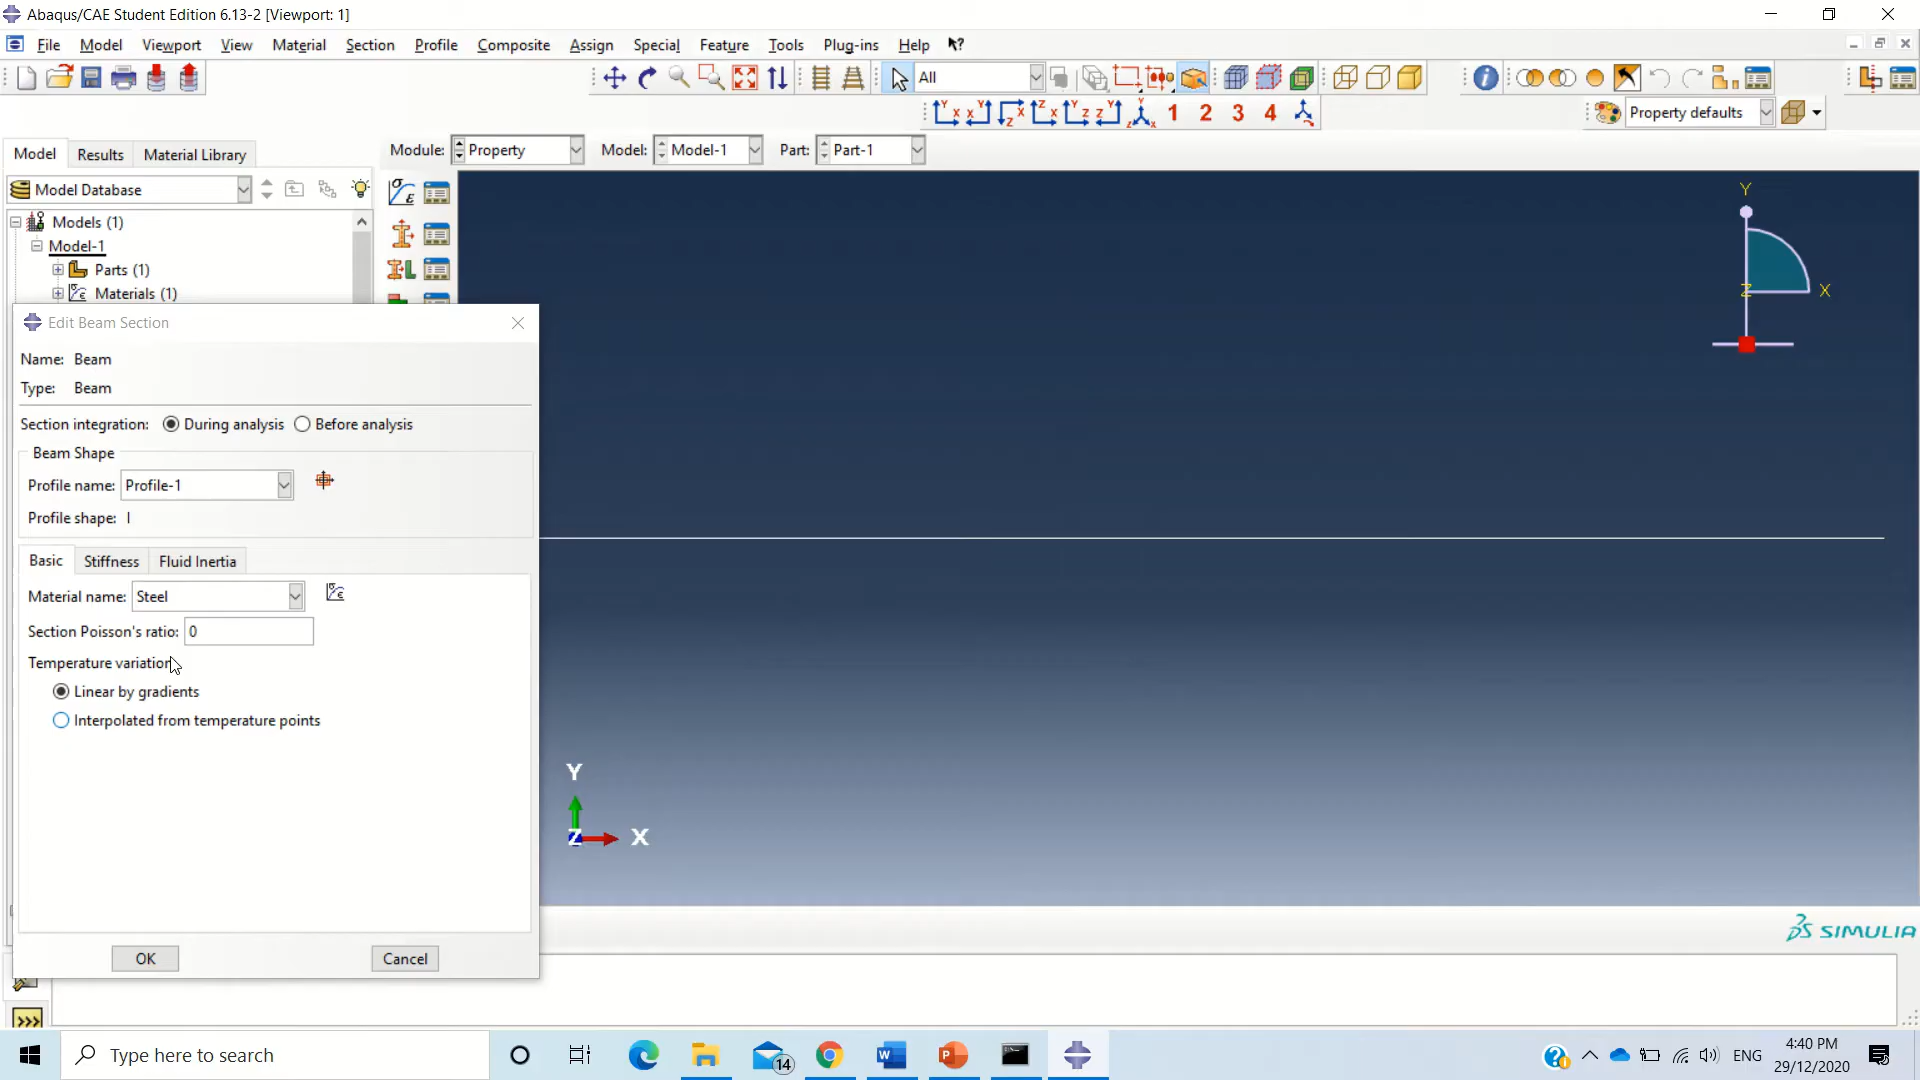 Abaqus/CAE Student Edition 6.13-2 [Viewport: 1]
File Model Viewport View Material Section Profile Composite Assign Special Feature Tools Plug-ins Help
All
1 2 3 4
Property defaults
Model Results Material Library
Module: Property Model: Model-1 Part: Part-1
Model Database
Models (1)
Model-1
Parts (1)
Materials (1)
Edit Beam Section
Name: Beam
Type: Beam
Section integration: During analysis Before analysis
Beam Shape
Profile name: Profile-1
Profile shape: I
Basic Stiffness Fluid Inertia
Material name: Steel
Section Poisson's ratio: 0
Temperature variation
Linear by gradients
Interpolated from temperature points
OK Cancel
Y
Z X
Y
Z X
SIMULIA
>>>
Type here to search
14
ENG
4:40 PM
29/12/2020